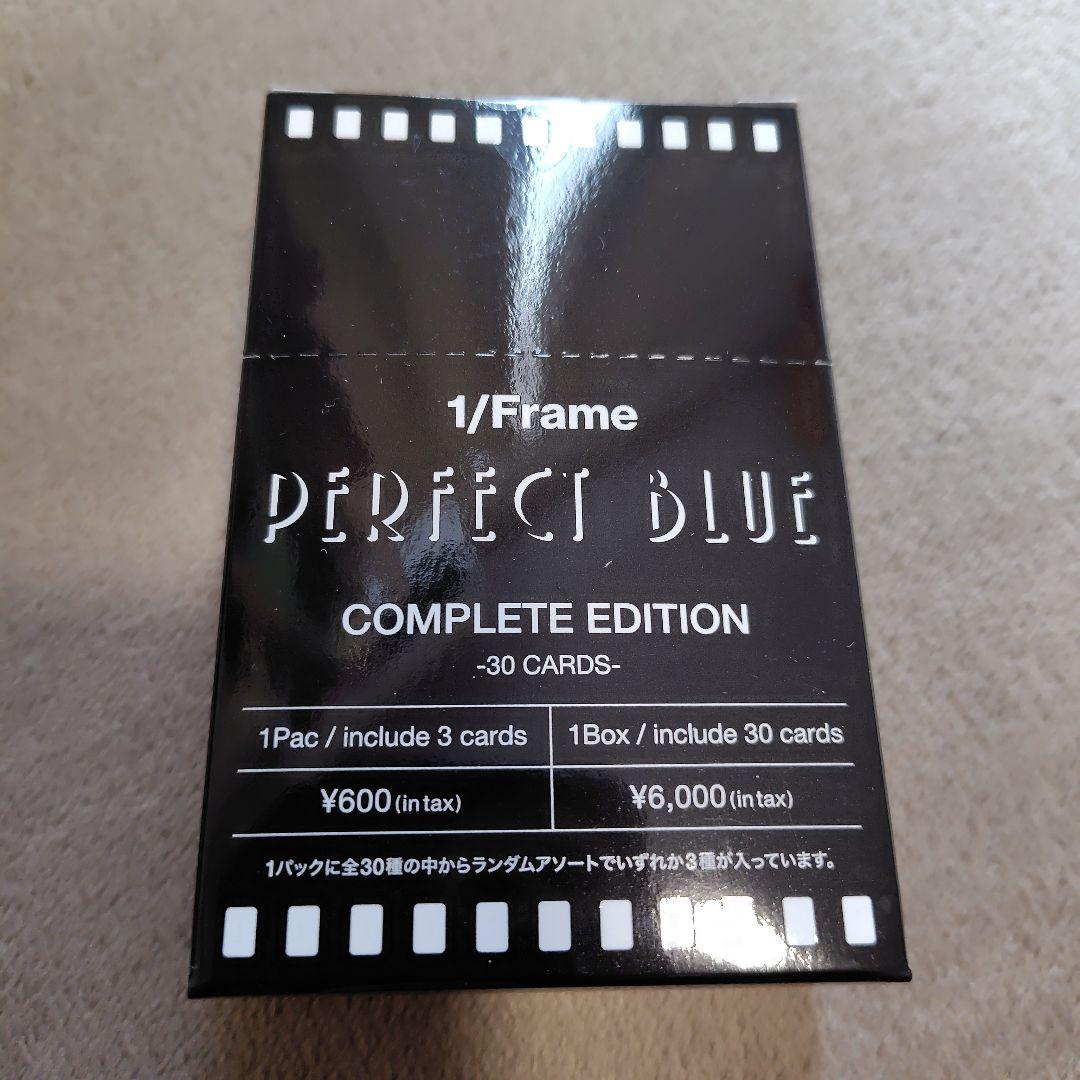 1/Frame
PERFECT BLUE
COMPLETE EDITION
-30 CARDS-
1Pac / include 3 cards
1Box / include 30 cards
¥600 (in tax)
¥6,000 (in tax)
1パックに全30種の中からランダムアソートでいずれか3種が入っています。